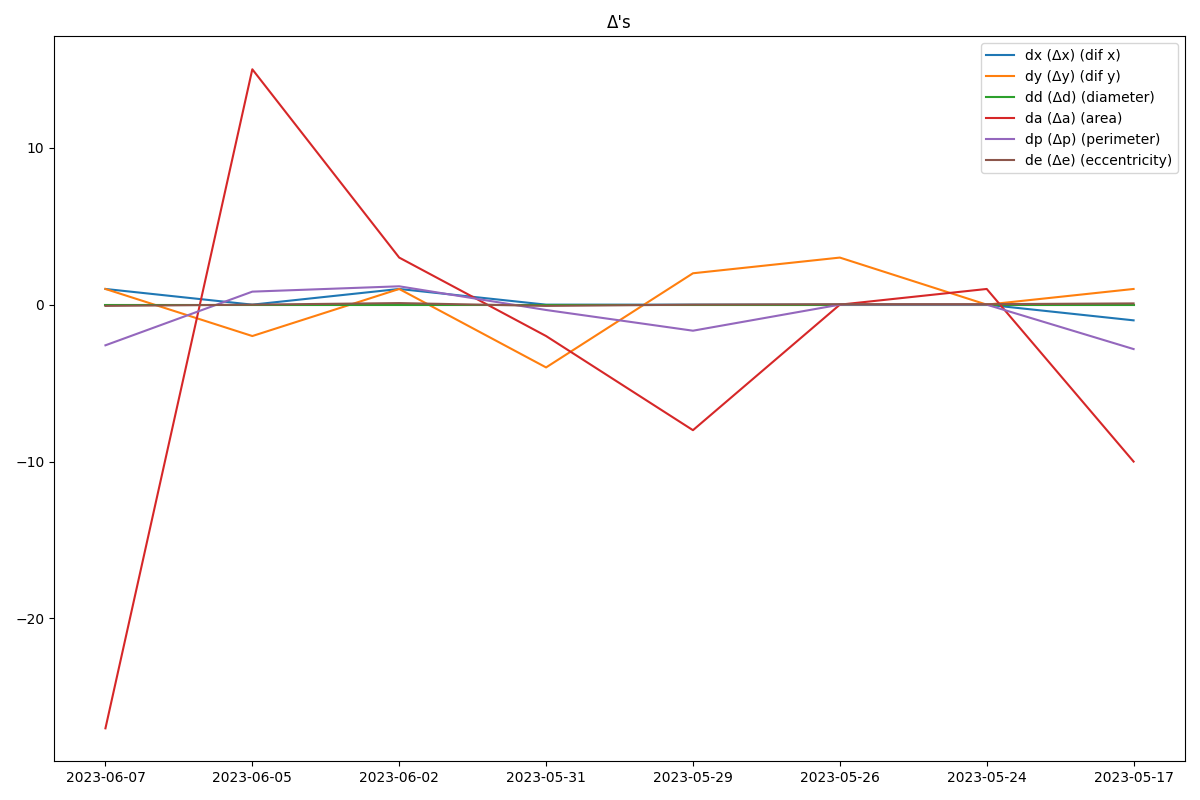 Δ's
dx (Δx) (dif x)
dy (Δy) (dif y)
dd (Δd) (diameter)
da (Δa) (area)
dp (Δp) (perimeter)
de (Δe) (eccentricity)
10
0
−10
−20
2023-06-07 2023-06-05 2023-06-02 2023-05-31 2023-05-29 2023-05-26 2023-05-24 2023-05-17